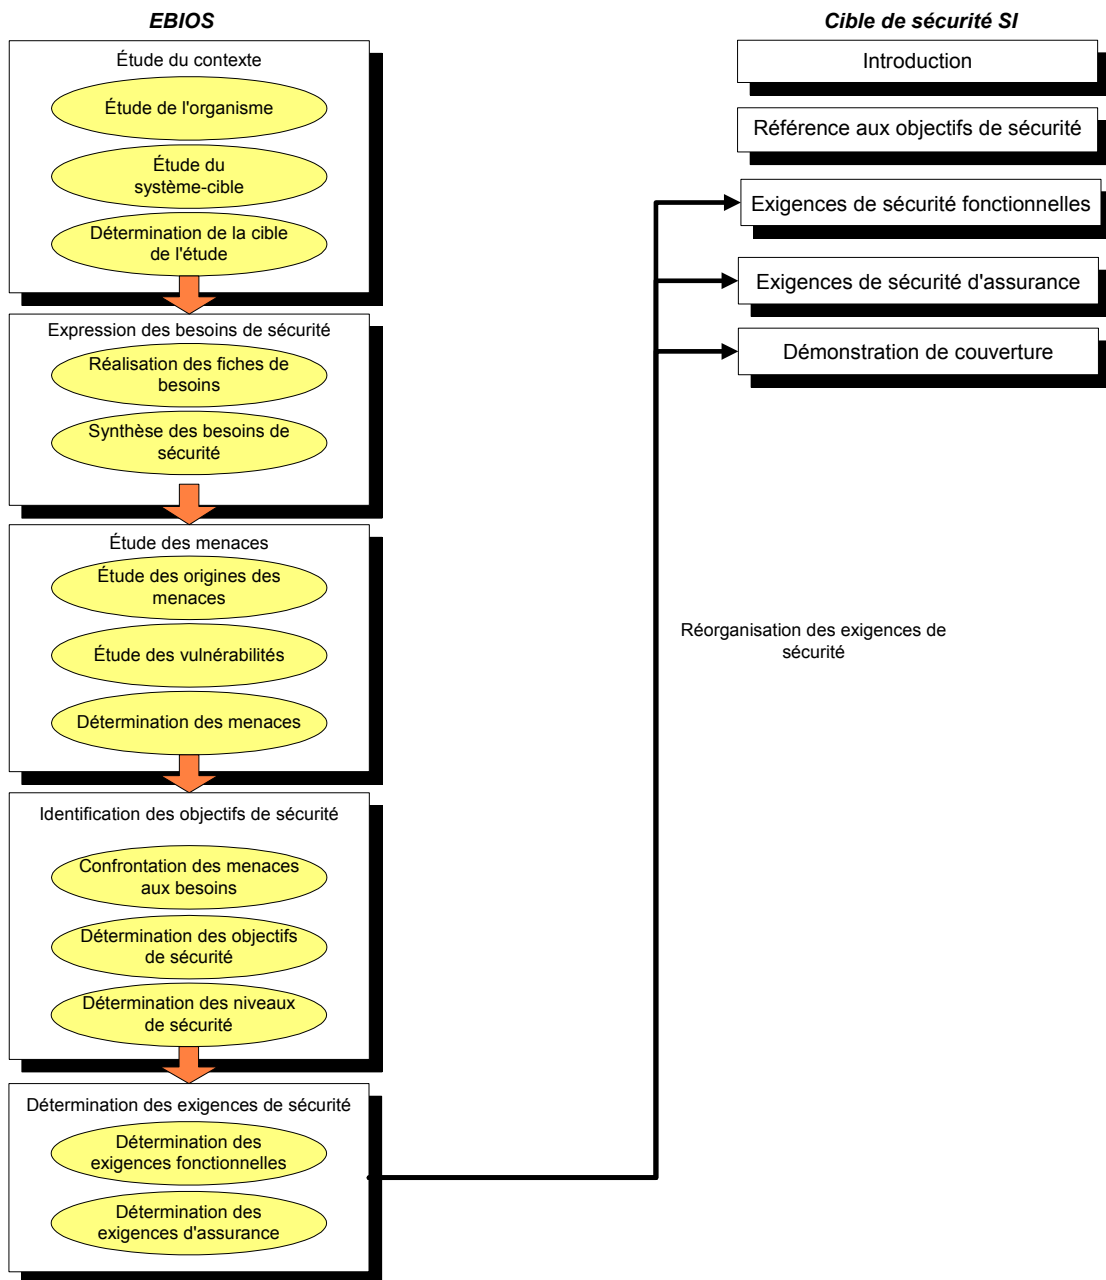 EBIOS
Étude du contexte
Étude de l'organisme
Étude du
système-cible
Détermination de la cible
de l'étude
Expression des besoins de sécurité
Réalisation des fiches de
besoins
Synthèse des besoins de
sécurité
Étude des menaces
Étude des origines des
menaces
Étude des vulnérabilités
Détermination des menaces
Identification des objectifs de sécurité
Confrontation des menaces
aux besoins
Détermination des objectifs
de sécurité
Détermination des niveaux
de sécurité
Détermination des exigences de sécurité
Détermination des
exigences fonctionnelles
Détermination des
exigences d'assurance
Cible de sécurité SI
Introduction
Référence aux objectifs de sécurité
Exigences de sécurité fonctionnelles
Exigences de sécurité d'assurance
Démonstration de couverture
Réorganisation des exigences de
sécurité